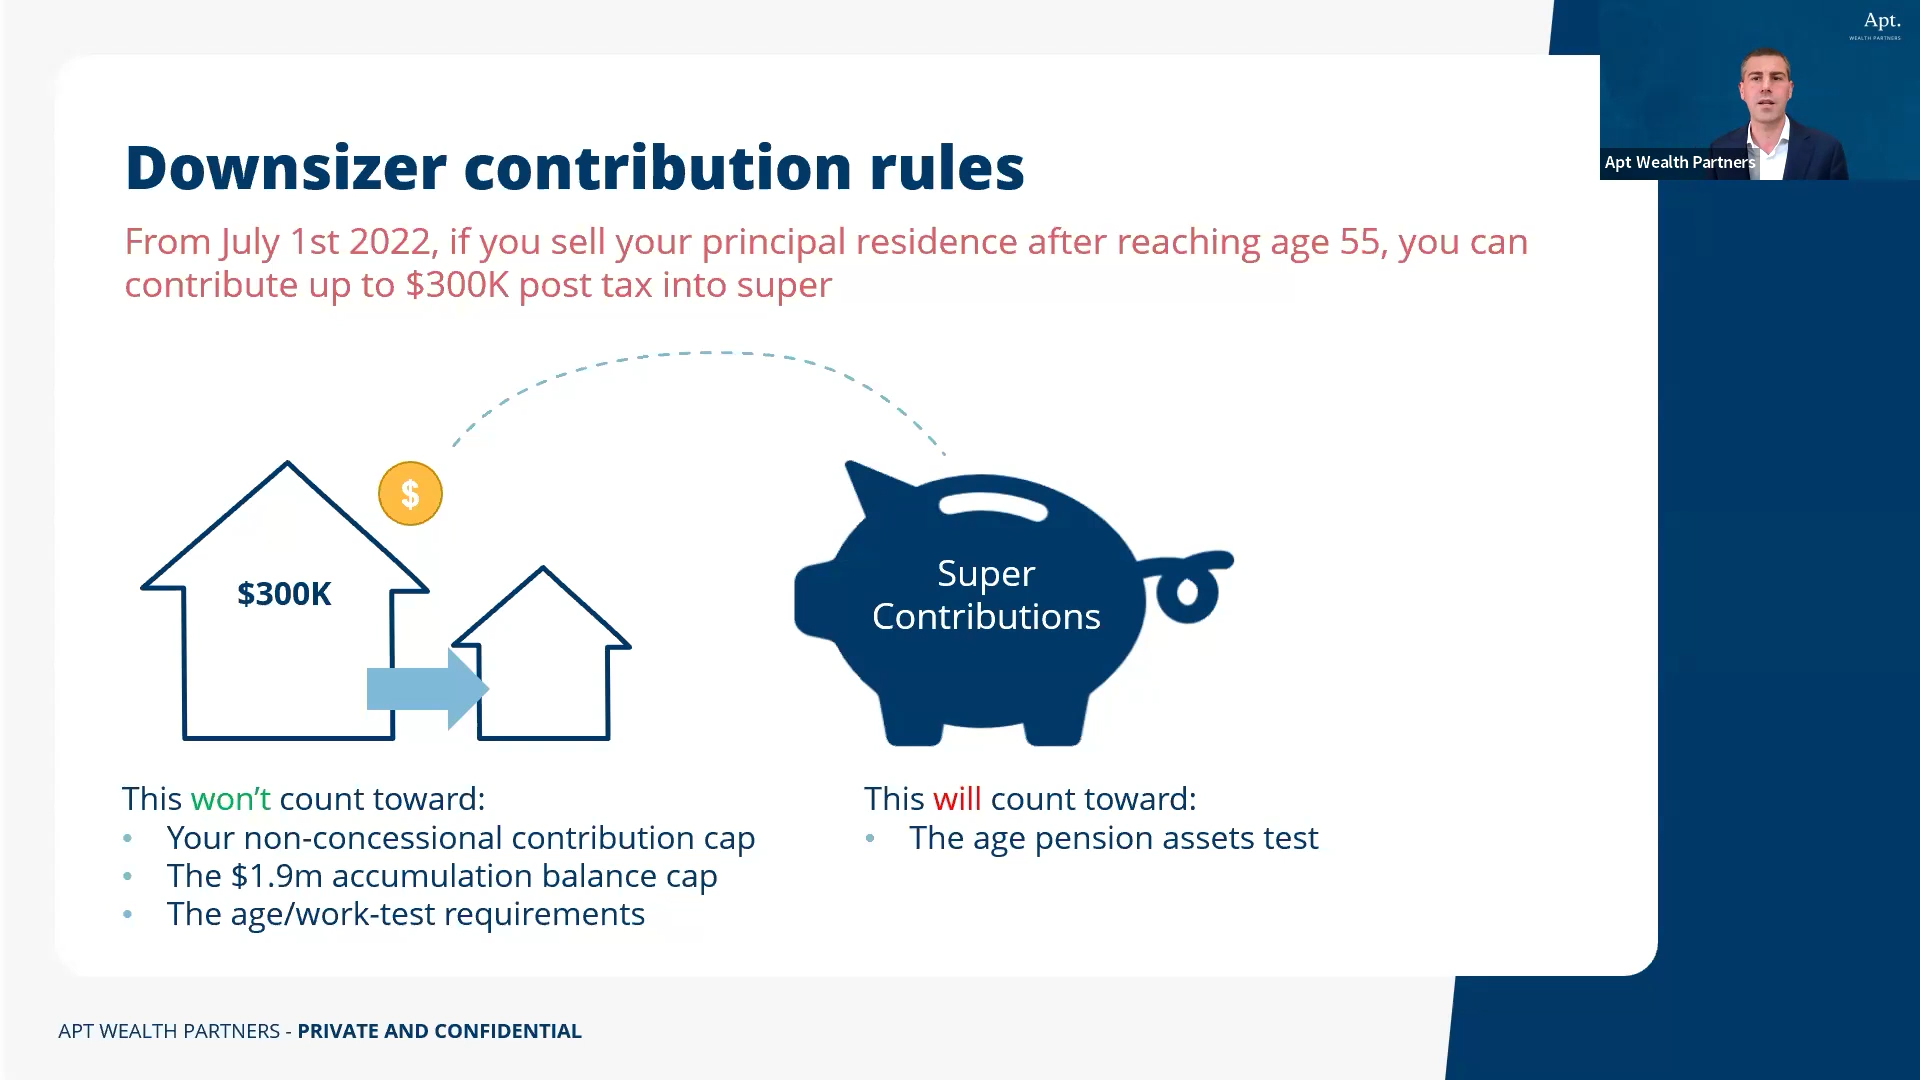 Apt.
WEALTH PARTNERS
Apt Wealth Partners
Downsizer contribution rules
From July 1st 2022, if you sell your principal residence after reaching age 55, you can
contribute up to $300K post tax into super
$
$300K
Super
Contributions
This won’t count toward:
• Your non-concessional contribution cap
• The $1.9m accumulation balance cap
• The age/work-test requirements
This will count toward:
• The age pension assets test
APT WEALTH PARTNERS - PRIVATE AND CONFIDENTIAL